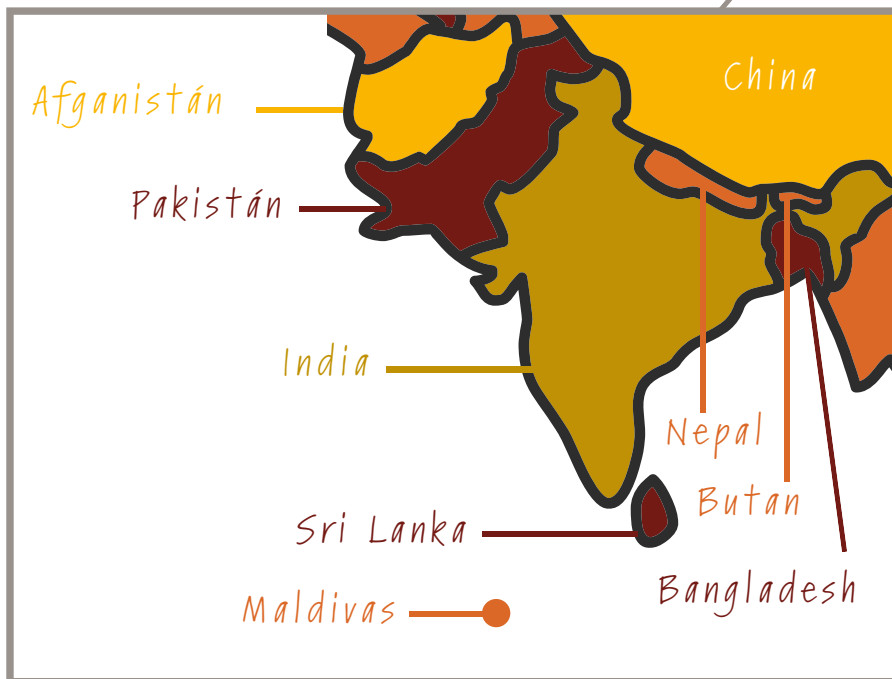 China
Afganistán
Pakistán
India
Nepal
Butan
Sri Lanka
Bangladesh
Maldivas